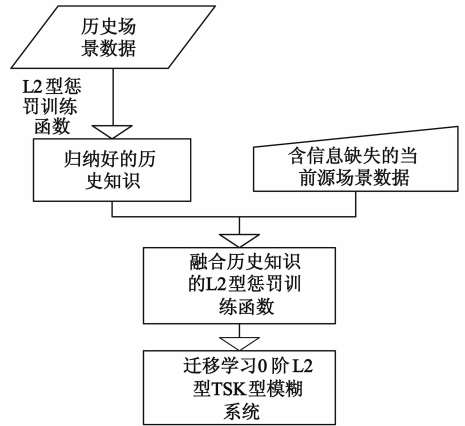 历史场
景数据
L2型惩
罚训练
函数
归纳好的历
史知识
含信息缺失的当
前源场景数据
融合历史知识
的L2型惩罚训
练函数
迁移学习0阶L2
型TSK型模糊
系统